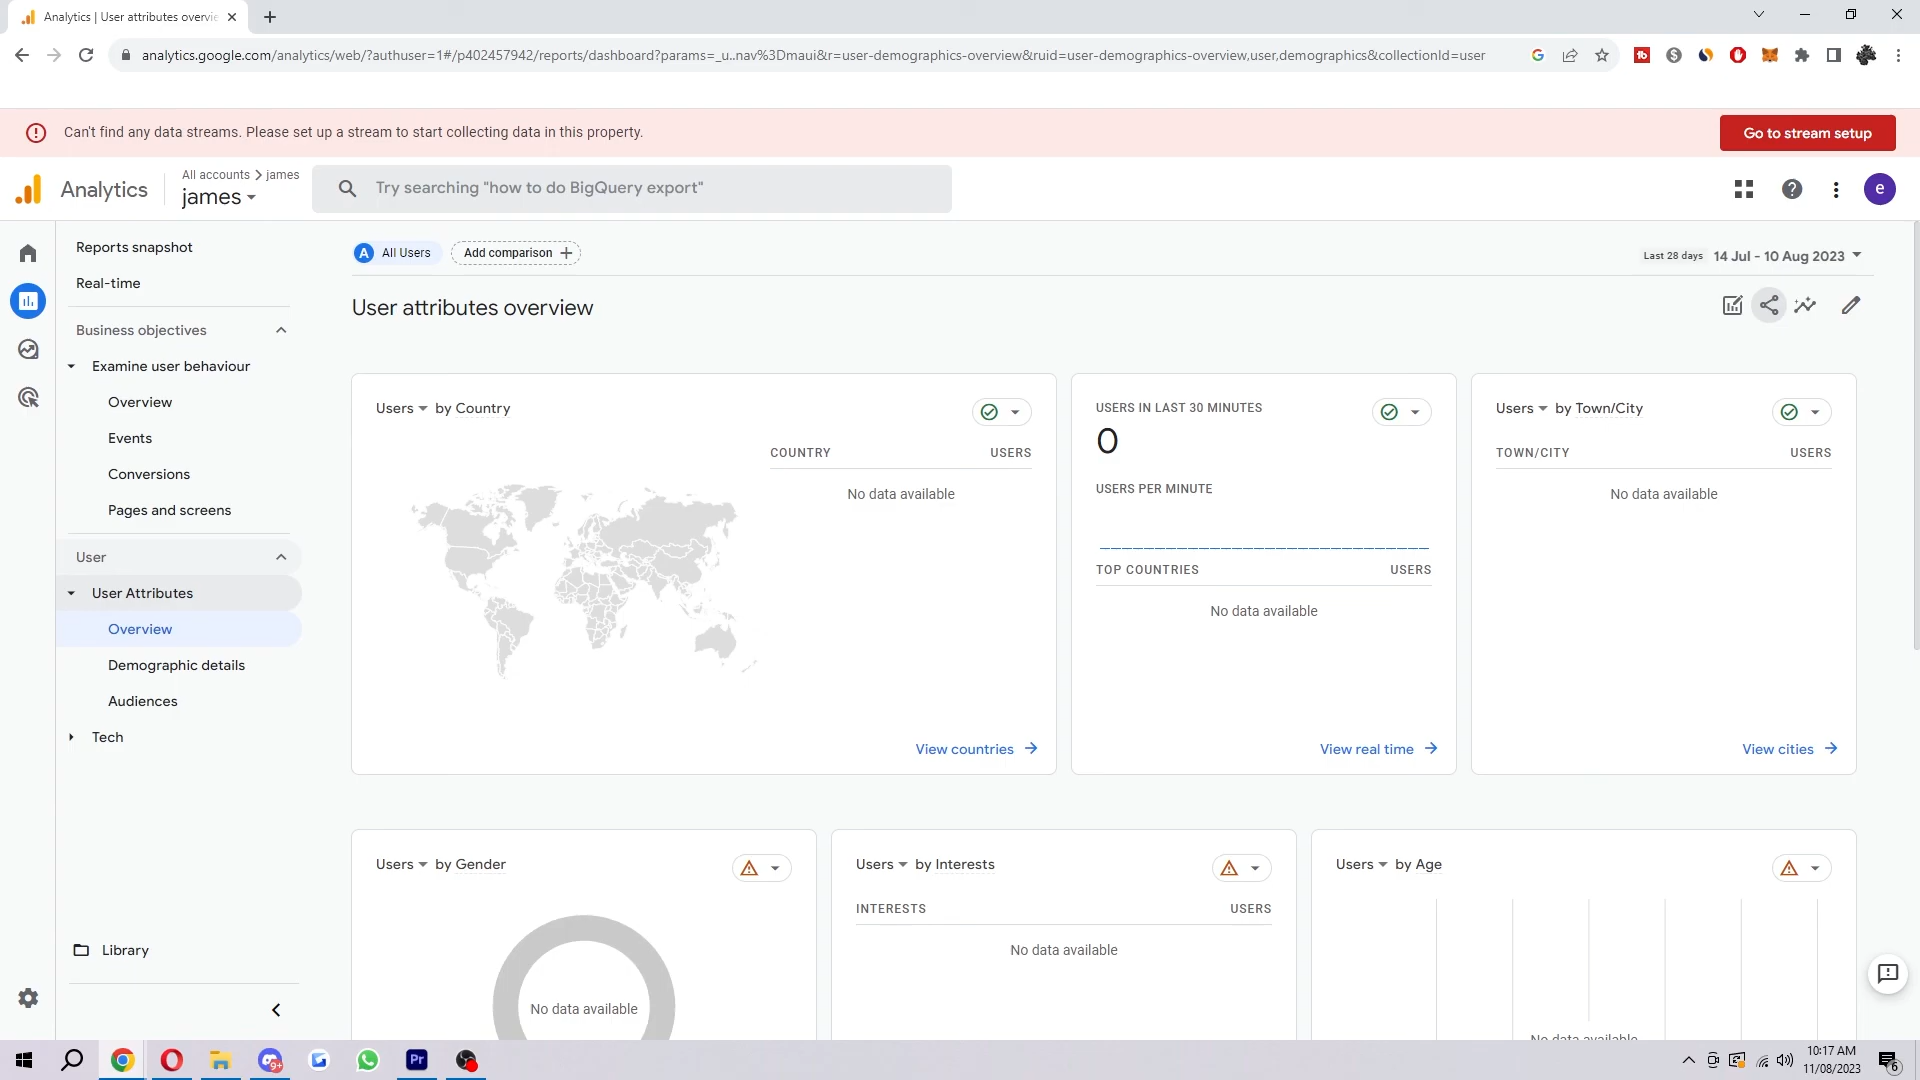 Analytics | User attributes overvie
analytics.google.com/analytics/web/?authuser=1#/p402457942/reports/dashboard?params=_u..nav%3Dmaui&r=user-demographics-overview&ruid=user-demographics-overview,user,demographics&collectionId=user
Can't find any data streams. Please set up a stream to start collecting data in this property.
Go to stream setup
Analytics
All accounts > james
james
Try searching "how to do BigQuery export"
e
Reports snapshot
Real-time
Business objectives
Examine user behaviour
Overview
Events
Conversions
Pages and screens
User
User Attributes
Overview
Demographic details
Audiences
Tech
Library
A All Users
Add comparison +
Last 28 days 14 Jul - 10 Aug 2023
User attributes overview
Users by Country
COUNTRY USERS
No data available
View countries
USERS IN LAST 30 MINUTES
0
USERS PER MINUTE
TOP COUNTRIES USERS
No data available
View real time
Users by Town/City
TOWN/CITY USERS
No data available
View cities
Users by Gender
No data available
Users by Interests
INTERESTS USERS
No data available
Users by Age
No data available
9+
Pr
10:17 AM
11/08/2023
6